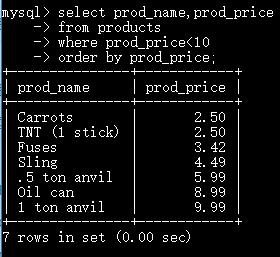 mysql> select prod_name,prod_price
    -> from products
    -> where prod_price<10
    -> order by prod_price;
+----------------+------------+
| prod_name      | prod_price |
+----------------+------------+
| Carrots        |       2.50 |
| TNT (1 stick)  |       2.50 |
| Fuses          |       3.42 |
| Sling          |       4.49 |
| .5 ton anvil   |       5.99 |
| Oil can        |       8.99 |
| 1 ton anvil    |       9.99 |
+----------------+------------+
7 rows in set (0.00 sec)